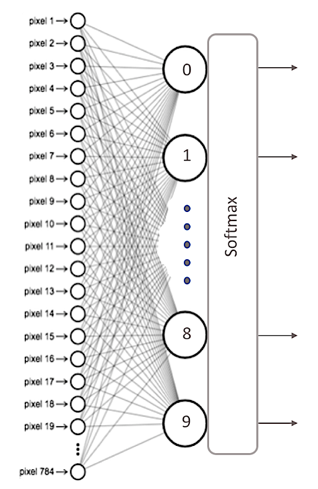 pixel 1
pixel 2
pixel 3
pixel 4
pixel 5
pixel 6
pixel 7
pixel 8
pixel 9
pixel 10
pixel 11
pixel 12
pixel 13
pixel 14
pixel 15
pixel 16
pixel 17
pixel 18
pixel 19
pixel 784
0
1
8
9
Softmax